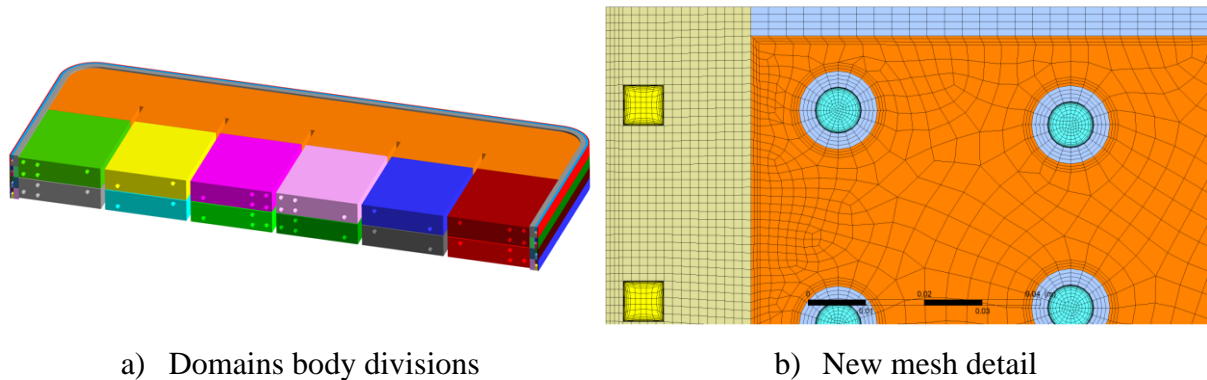 0
0.02
0.04 (m)
0.01
0.03
a) Domains body divisions
b) New mesh detail